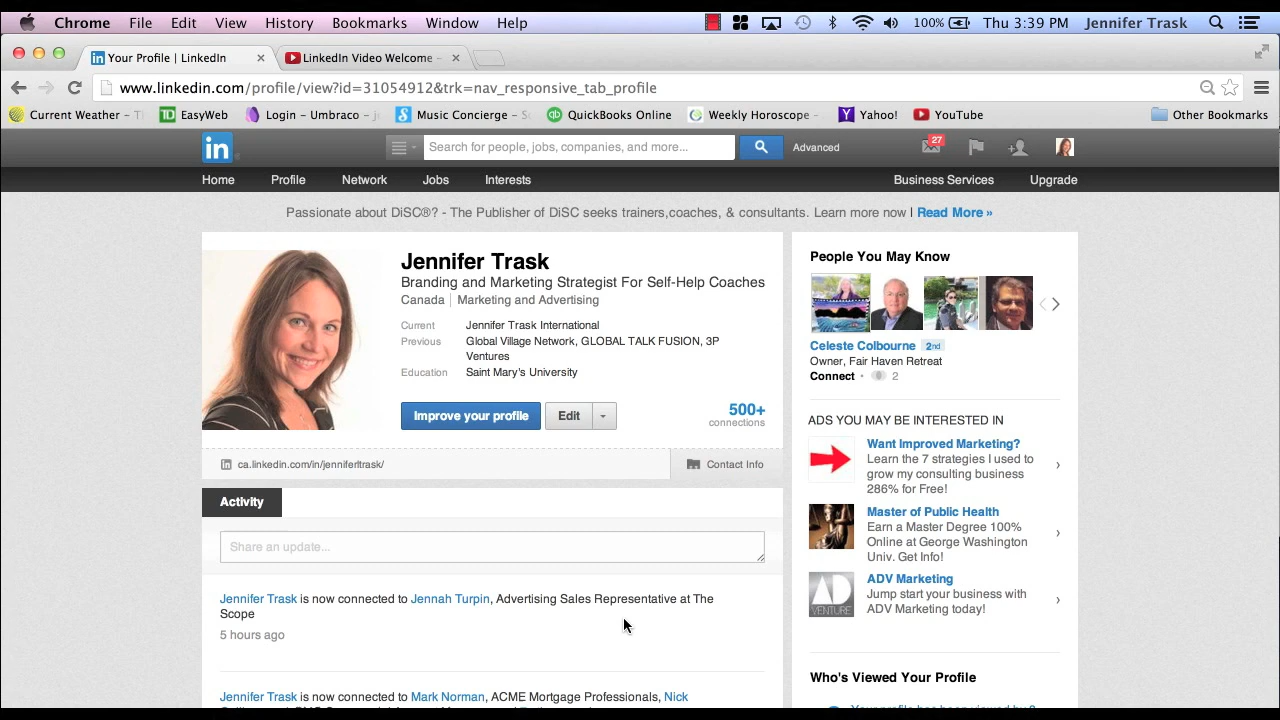 Chrome File Edit View History Bookmarks Window Help 100% Thu 3:39 PM Jennifer Trask
Your Profile | LinkedIn LinkedIn Video Welcome -
www.linkedin.com/profile/view?id=31054912&trk=nav_responsive_tab_profile
Current Weather - T EasyWeb Login – Umbraco - j Music Concierge - S QuickBooks Online Weekly Horoscope - Yahoo! YouTube Other Bookmarks
in Search for people, jobs, companies, and more... Advanced 27
Home Profile Network Jobs Interests Business Services Upgrade
Passionate about DiSC®? - The Publisher of DiSC seeks trainers,coaches, & consultants. Learn more now | Read More »
Jennifer Trask
Branding and Marketing Strategist For Self-Help Coaches
Canada | Marketing and Advertising
Current Jennifer Trask International
Previous Global Village Network, GLOBAL TALK FUSION, 3P
Ventures
Education Saint Mary's University
Improve your profile Edit 500+
connections
ca.linkedin.com/in/jenniferltrask/ Contact Info
Activity
Share an update...
Jennifer Trask is now connected to Jennah Turpin, Advertising Sales Representative at The
Scope
5 hours ago
Jennifer Trask is now connected to Mark Norman, ACME Mortgage Professionals, Nick
People You May Know
Celeste Colbourne 2nd
Owner, Fair Haven Retreat
Connect • 2
ADS YOU MAY BE INTERESTED IN
Want Improved Marketing?
Learn the 7 strategies I used to
grow my consulting business
286% for Free!
Master of Public Health
Earn a Master Degree 100%
Online at George Washington
Univ. Get Info!
ADV Marketing
Jump start your business with
ADV Marketing today!
AD
VENTURE
Who's Viewed Your Profile